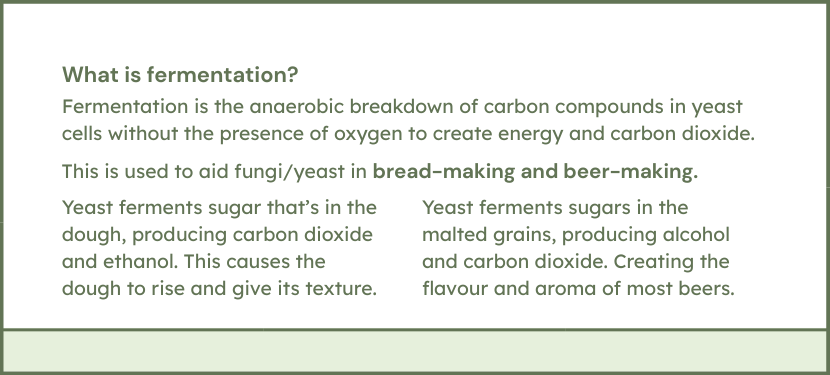 What is fermentation?
Fermentation is the anaerobic breakdown of carbon compounds in yeast
cells without the presence of oxygen to create energy and carbon dioxide.
This is used to aid fungi/yeast in bread-making and beer-making.
Yeast ferments sugar that's in the
dough, producing carbon dioxide
and ethanol. This causes the
dough to rise and give its texture.
Yeast ferments sugars in the
malted grains, producing alcohol
and carbon dioxide. Creating the
flavour and aroma of most beers.